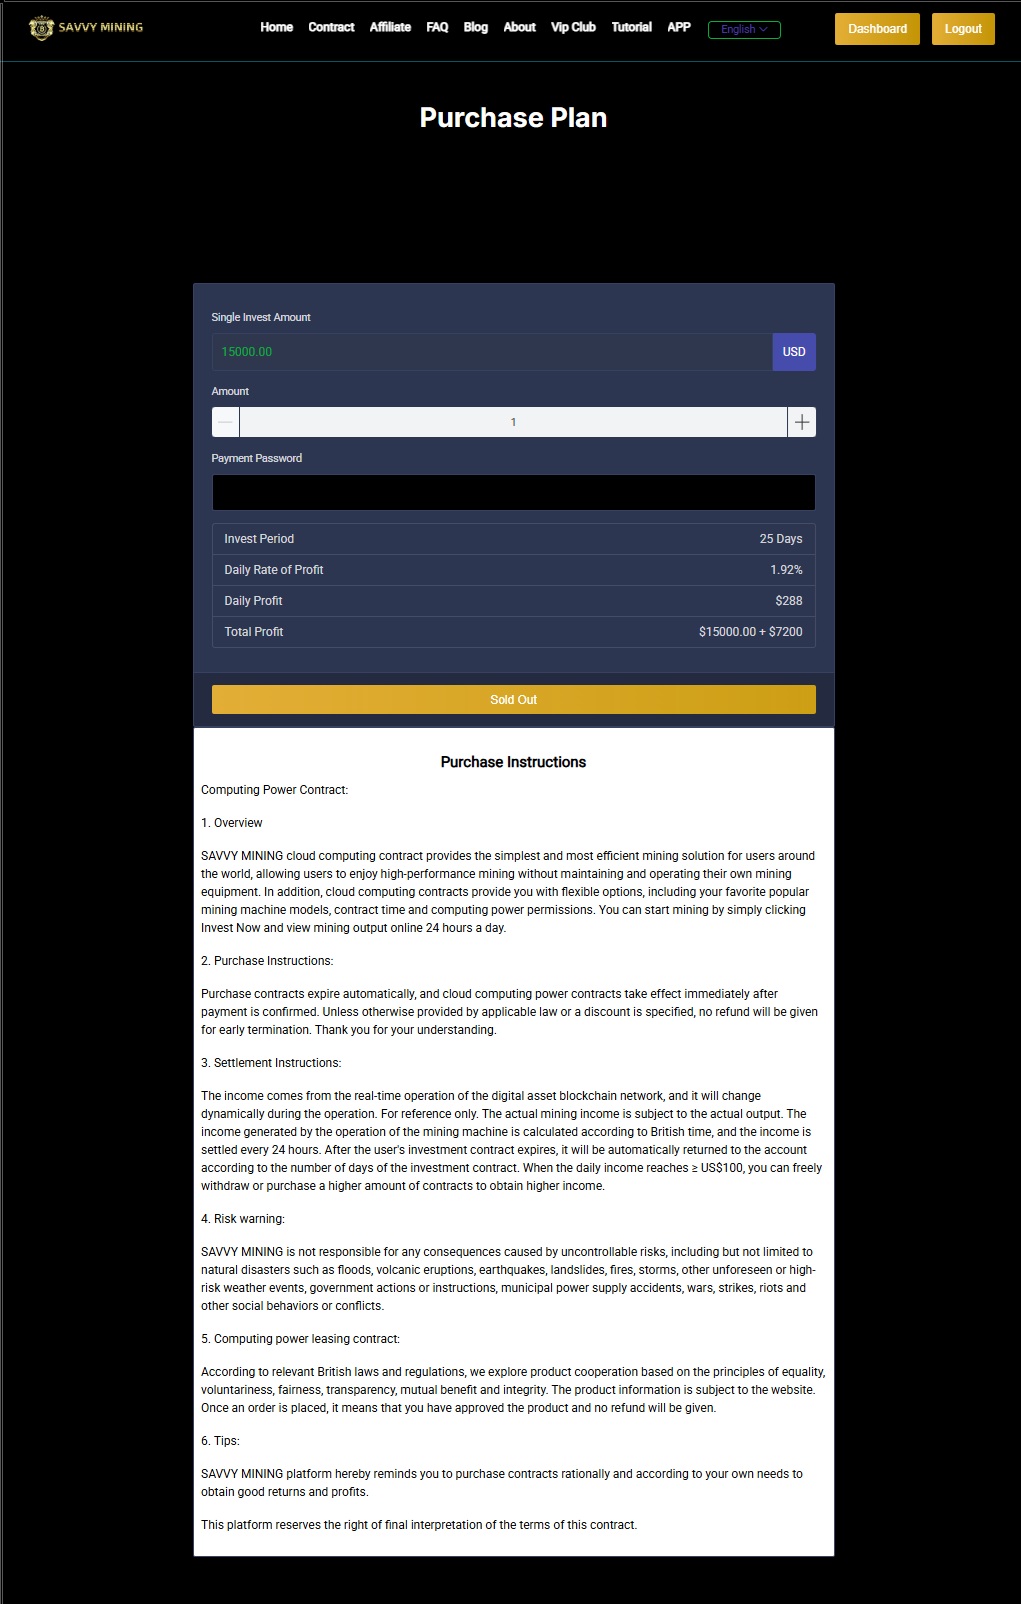 SAVVY MINING
Home Contract Affiliate FAQ Blog About Vip Club Tutorial APP English Dashboard Logout
Purchase Plan
Single Invest Amount
15000.00 USD
Amount
1
Payment Password
Invest Period 25 Days
Daily Rate of Profit 1.92%
Daily Profit $288
Total Profit $15000.00 + $7200
Sold Out
Purchase Instructions
Computing Power Contract:
1. Overview
SAVVY MINING cloud computing contract provides the simplest and most efficient mining solution for users around
the world, allowing users to enjoy high-performance mining without maintaining and operating their own mining
equipment. In addition, cloud computing contracts provide you with flexible options, including your favorite popular
mining machine models, contract time and computing power permissions. You can start mining by simply clicking
Invest Now and view mining output online 24 hours a day.
2. Purchase Instructions:
Purchase contracts expire automatically, and cloud computing power contracts take effect immediately after
payment is confirmed. Unless otherwise provided by applicable law or a discount is specified, no refund will be given
for early termination. Thank you for your understanding.
3. Settlement Instructions:
The income comes from the real-time operation of the digital asset blockchain network, and it will change
dynamically during the operation. For reference only. The actual mining income is subject to the actual output. The
income generated by the operation of the mining machine is calculated according to British time, and the income is
settled every 24 hours. After the user's investment contract expires, it will be automatically returned to the account
according to the number of days of the investment contract. When the daily income reaches ≥ US$100, you can freely
withdraw or purchase a higher amount of contracts to obtain higher income.
4. Risk warning:
SAVVY MINING is not responsible for any consequences caused by uncontrollable risks, including but not limited to
natural disasters such as floods, volcanic eruptions, earthquakes, landslides, fires, storms, other unforeseen or high-
risk weather events, government actions or instructions, municipal power supply accidents, wars, strikes, riots and
other social behaviors or conflicts.
5. Computing power leasing contract:
According to relevant British laws and regulations, we explore product cooperation based on the principles of equality,
voluntariness, fairness, transparency, mutual benefit and integrity. The product information is subject to the website.
Once an order is placed, it means that you have approved the product and no refund will be given.
6. Tips:
SAVVY MINING platform hereby reminds you to purchase contracts rationally and according to your own needs to
obtain good returns and profits.
This platform reserves the right of final interpretation of the terms of this contract.